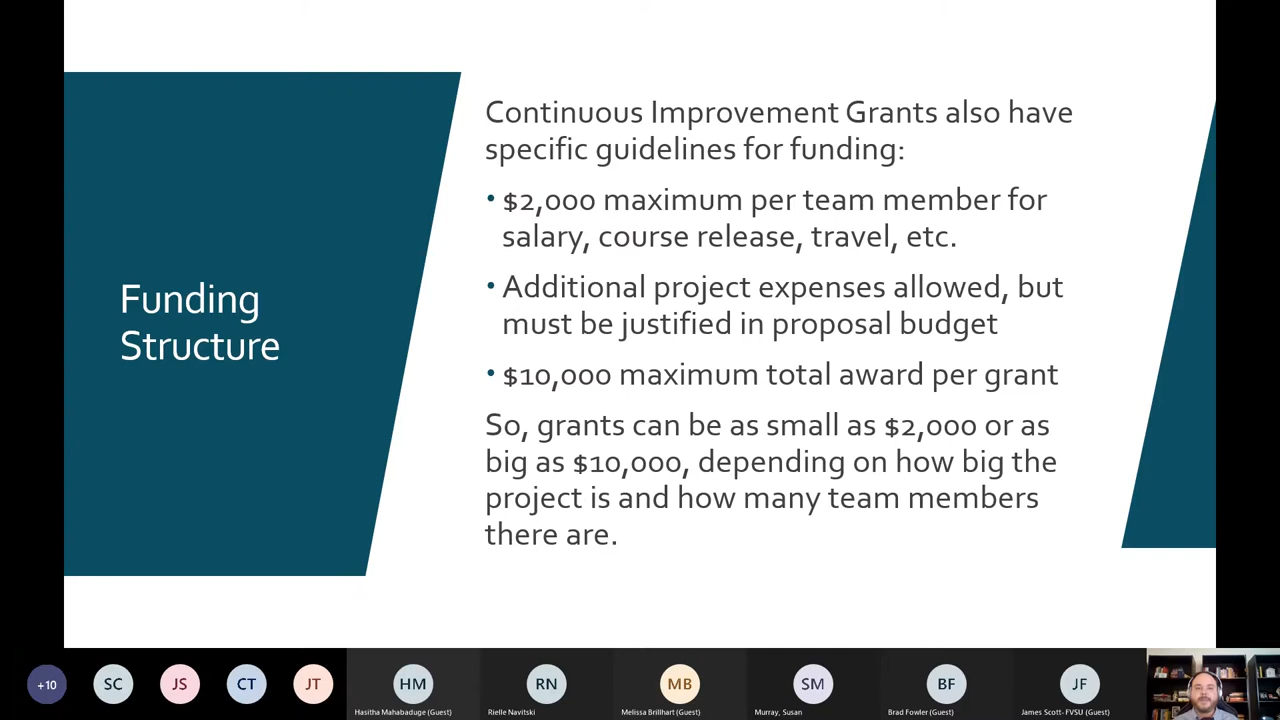 Funding
Structure
Continuous Improvement Grants also have
specific guidelines for funding:
• $2,000 maximum per team member for
salary, course release, travel, etc.
• Additional project expenses allowed, but
must be justified in proposal budget
• $10,000 maximum total award per grant
So, grants can be as small as $2,000 or as
big as $10,000, depending on how big the
project is and how many team members
there are.
+10
SC
JS
CT
JT
HM
RN
MB
SM
BF
JF
Hasitha Mahabaduge (Guest)
Rielle Navitski
Melissa Brillhart (Guest)
Murray, Susan
Brad Fowler (Guest)
James Scott- FVSU (Guest)